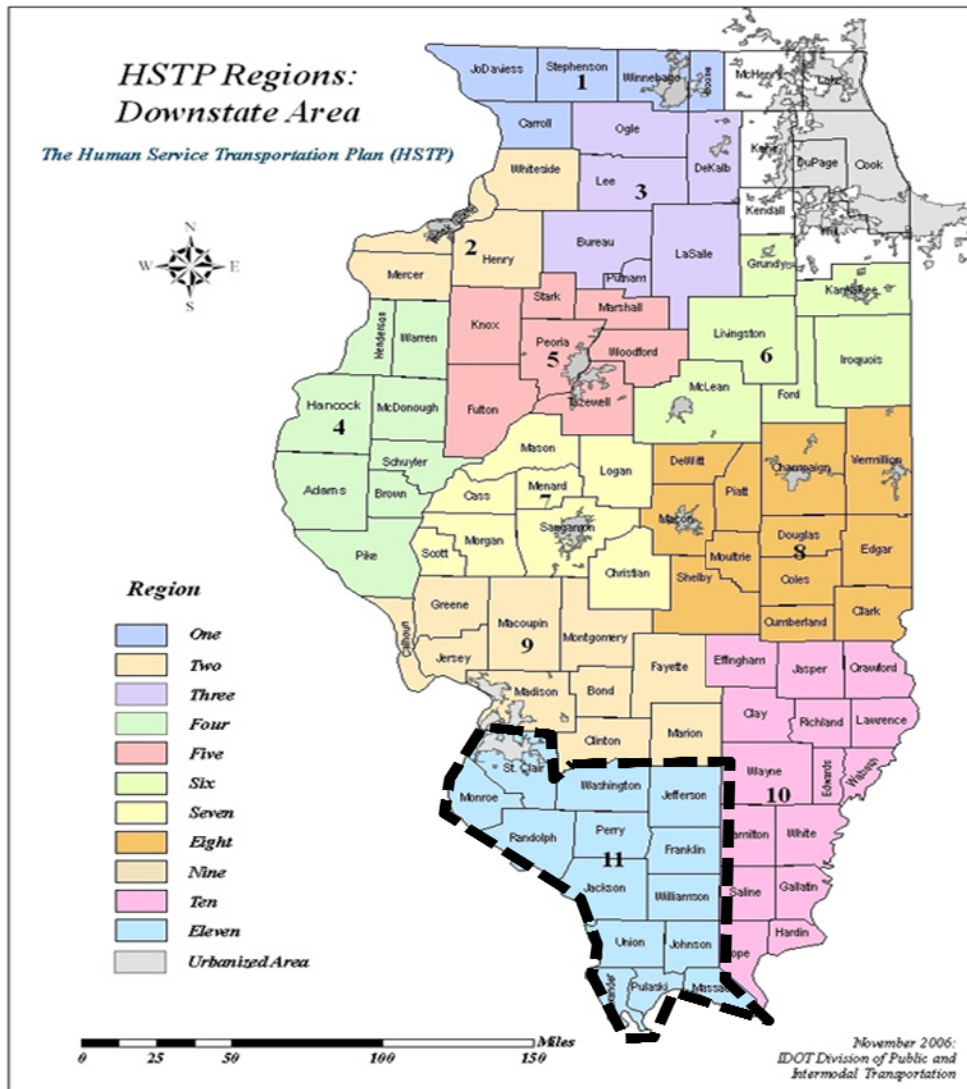 HSTP Regions:
Downstate Area
The Human Service Transportation Plan (HSTP)
N
W
E
S
JoDaviess
Stephenson
Winnebago
Boone
McHenry
Lake
1
Carroll
Ogle
DeKalb
Kane
DuPage
Cook
Whiteside
Lee
3
Kendall
Will
2
Henry
Bureau
Putnam
LaSalle
Grundy
Mercer
Kankakee
Stark
Marshall
Henderson
Warren
Knox
Peoria
5
Woodford
Livingston
6
Iroquois
McLean
Ford
Hancock
McDonough
4
Fulton
Tazewell
Schuyler
Mason
Logan
DeWitt
Champaign
Vermillion
Adams
Brown
Cass
Menard
7
Piatt
Macon
Sangamon
Morgan
Scott
Pike
Christian
Moultrie
Douglas
8
Edgar
Shelby
Coles
Cumberland
Clark
Greene
Macoupin
Montgomery
Calhoun
9
Jersey
Fayette
Effingham
Jasper
Crawford
Madison
Bond
Clay
Richland
Lawrence
Clinton
Marion
St. Clair
Wayne
Edwards
Wabash
Washington
Jefferson
10
Monroe
Randolph
Perry
Franklin
amilton
White
11
Jackson
Williamson
Saline
Gallatin
Union
Johnson
ope
Hardin
Pulaski
Massac
Region
One
Two
Three
Four
Five
Six
Seven
Eight
Nine
Ten
Eleven
Urbanized Area
Miles
0 25 50 100 150
November 2006:
IDOT Division of Public and
Intermodal Transportation